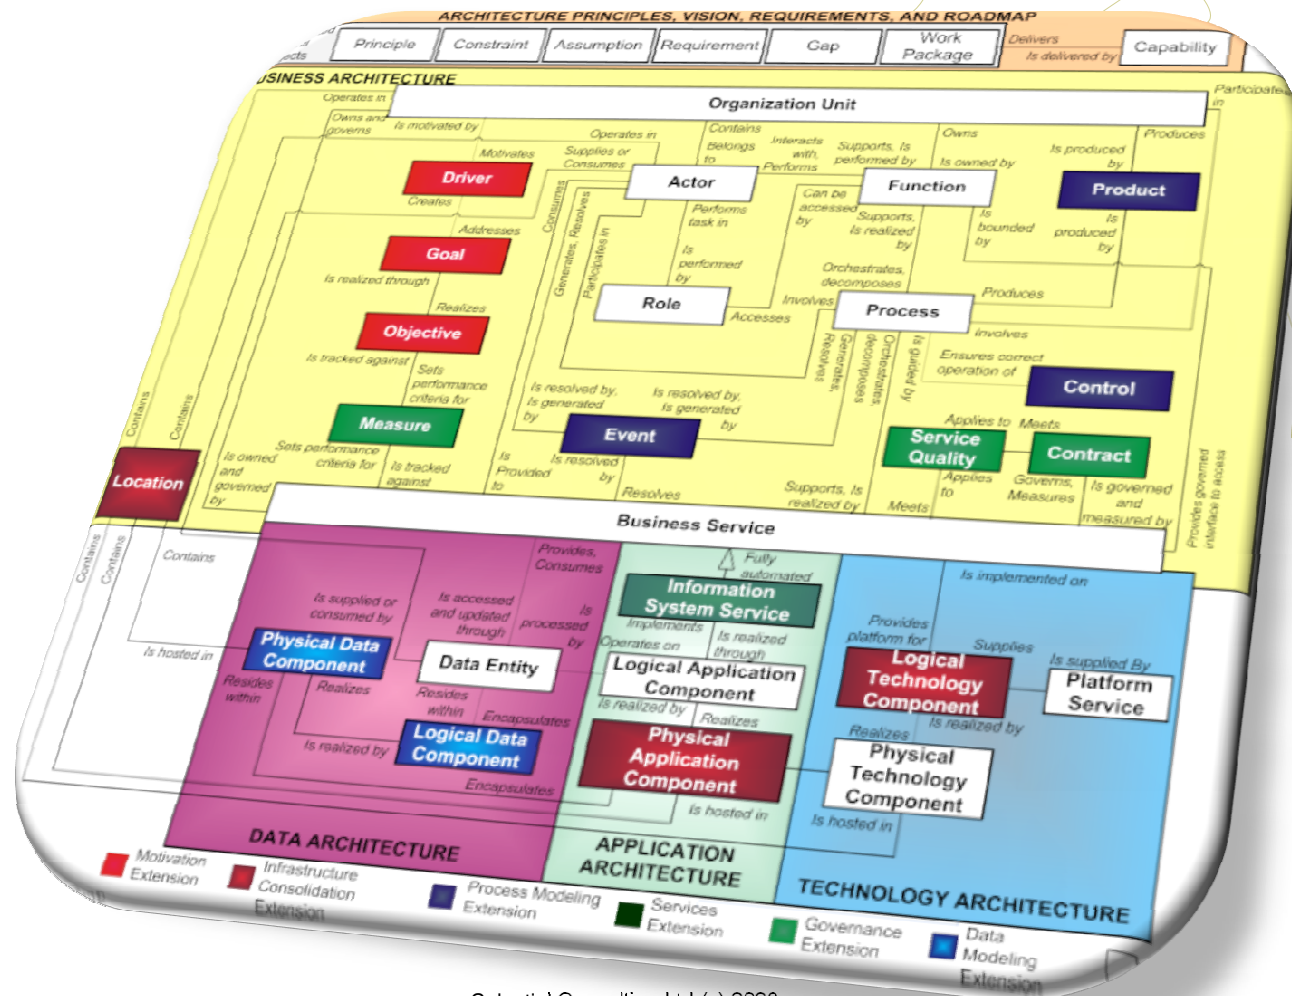 ARCHITECTURE PRINCIPLES, VISION, REQUIREMENTS, AND ROADMAP
Principle
Constraint
Assumption
Requirement
Gap
Work
Package
Delivers
Is delivered by
Capability
BUSINESS ARCHITECTURE
Operates in
Organization Unit
Participates
in
Owns and
governs
Is motivated by
Operates in
Contains
Belongs
to
Interacts
with,
Performs
Supports, Is
performed by
Owns
Is owned by
Produces
Is produced
by
Motivates
Supplies or
Consumes
Driver
Creates
Actor
Function
Product
Consumes
Generates, Resolves
Participates in
Performs
task in
Can be
accessed
by
Supports,
Is realized
by
Is
bounded
by
Is
produced
by
Addresses
Goal
Is realized through
Is
performed
by
Orchestrates,
decomposes
Realizes
Role
Accesses
Involves
Process
Produces
Involves
Objective
Is tracked against
Sets
performance
criteria for
Generates,
Resolves
Orchestrates,
decomposes
Is guided by
Ensures correct
operation of
Control
Is resolved by,
Is generated
by
Is resolved by,
Is generated
by
Measure
Event
Applies to
Meets
Service
Quality
Contract
Contains
Contains
Location
Is owned
and
governed
by
Sets performance
criteria for
Is tracked
against
Is
Provided
to
Is resolved
by
Resolves
Supports, Is
realized by
Meets
Applies
to
Governs,
Measures
Is governed
and
measured by
Provides governed
interface to access
Business Service
Contains
Contains
Contains
Provides,
Consumes
Fully
automated
Is implemented on
Information
System Service
Is supplied or
consumed by
Is accessed
and updated
through
Is
processed
by
Implements
Is realized
through
Operates on
Provides
platform for
Supplies
Is supplied By
Is hosted in
Physical Data
Component
Data Entity
Logical Application
Component
Logical
Technology
Component
Platform
Service
Resides
within
Realizes
Resides
within
Encapsulates
Is realized by
Realizes
Is realized by
Realizes
Is realized by
Logical Data
Component
Physical
Application
Component
Physical
Technology
Component
Encapsulates
Is hosted in
Is hosted in
DATA ARCHITECTURE
APPLICATION
ARCHITECTURE
TECHNOLOGY ARCHITECTURE
Motivation
Extension
Infrastructure
Consolidation
Extension
Process Modeling
Extension
Services
Extension
Governance
Extension
Data
Modeling
Extension